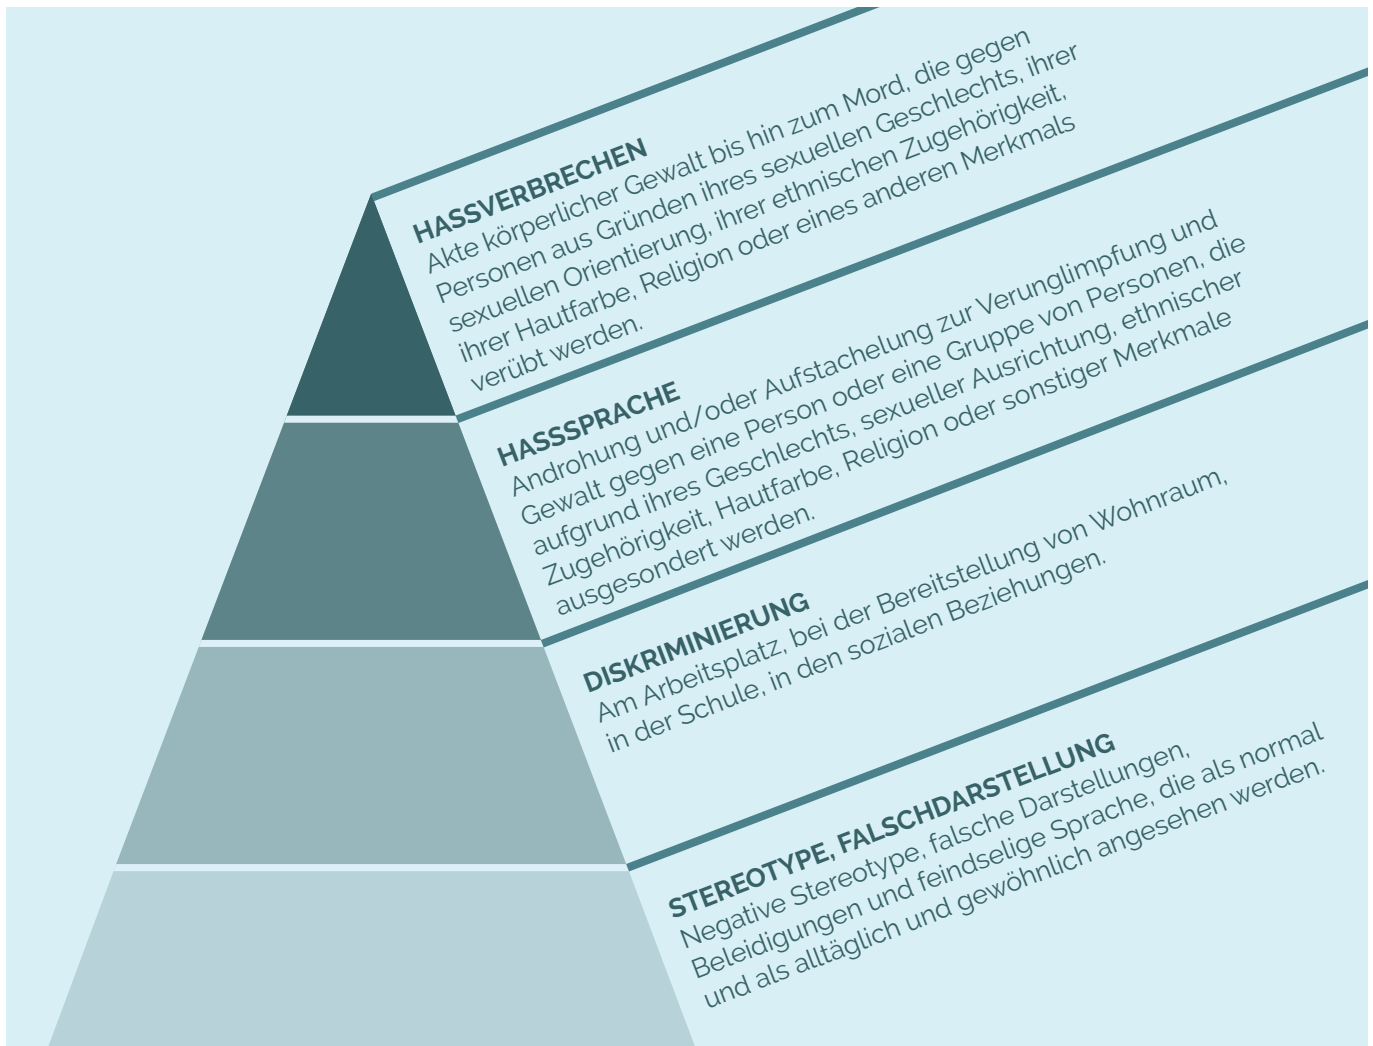 HASSVERBRECHEN
Akte körperlicher Gewalt bis hin zum Mord, die gegen
Personen aus Gründen ihres sexuellen Geschlechts, ihrer
sexuellen Orientierung, ihrer ethnischen Zugehörigkeit,
ihrer Hautfarbe, Religion oder eines anderen Merkmals
verübt werden.
HASSSPRACHE
Androhung und/oder Aufstachelung zur Verunglimpfung und
Gewalt gegen eine Person oder eine Gruppe von Personen, die
aufgrund ihres Geschlechts, sexueller Ausrichtung, ethnischer
Zugehörigkeit, Hautfarbe, Religion oder sonstiger Merkmale
ausgesondert werden.
DISKRIMINIERUNG
Am Arbeitsplatz, bei der Bereitstellung von Wohnraum,
in der Schule, in den sozialen Beziehungen.
STEREOTYPE, FALSCHDARSTELLUNG
Negative Stereotype, falsche Darstellungen,
Beleidigungen und feindselige Sprache, die als normal
und als alltäglich und gewöhnlich angesehen werden.